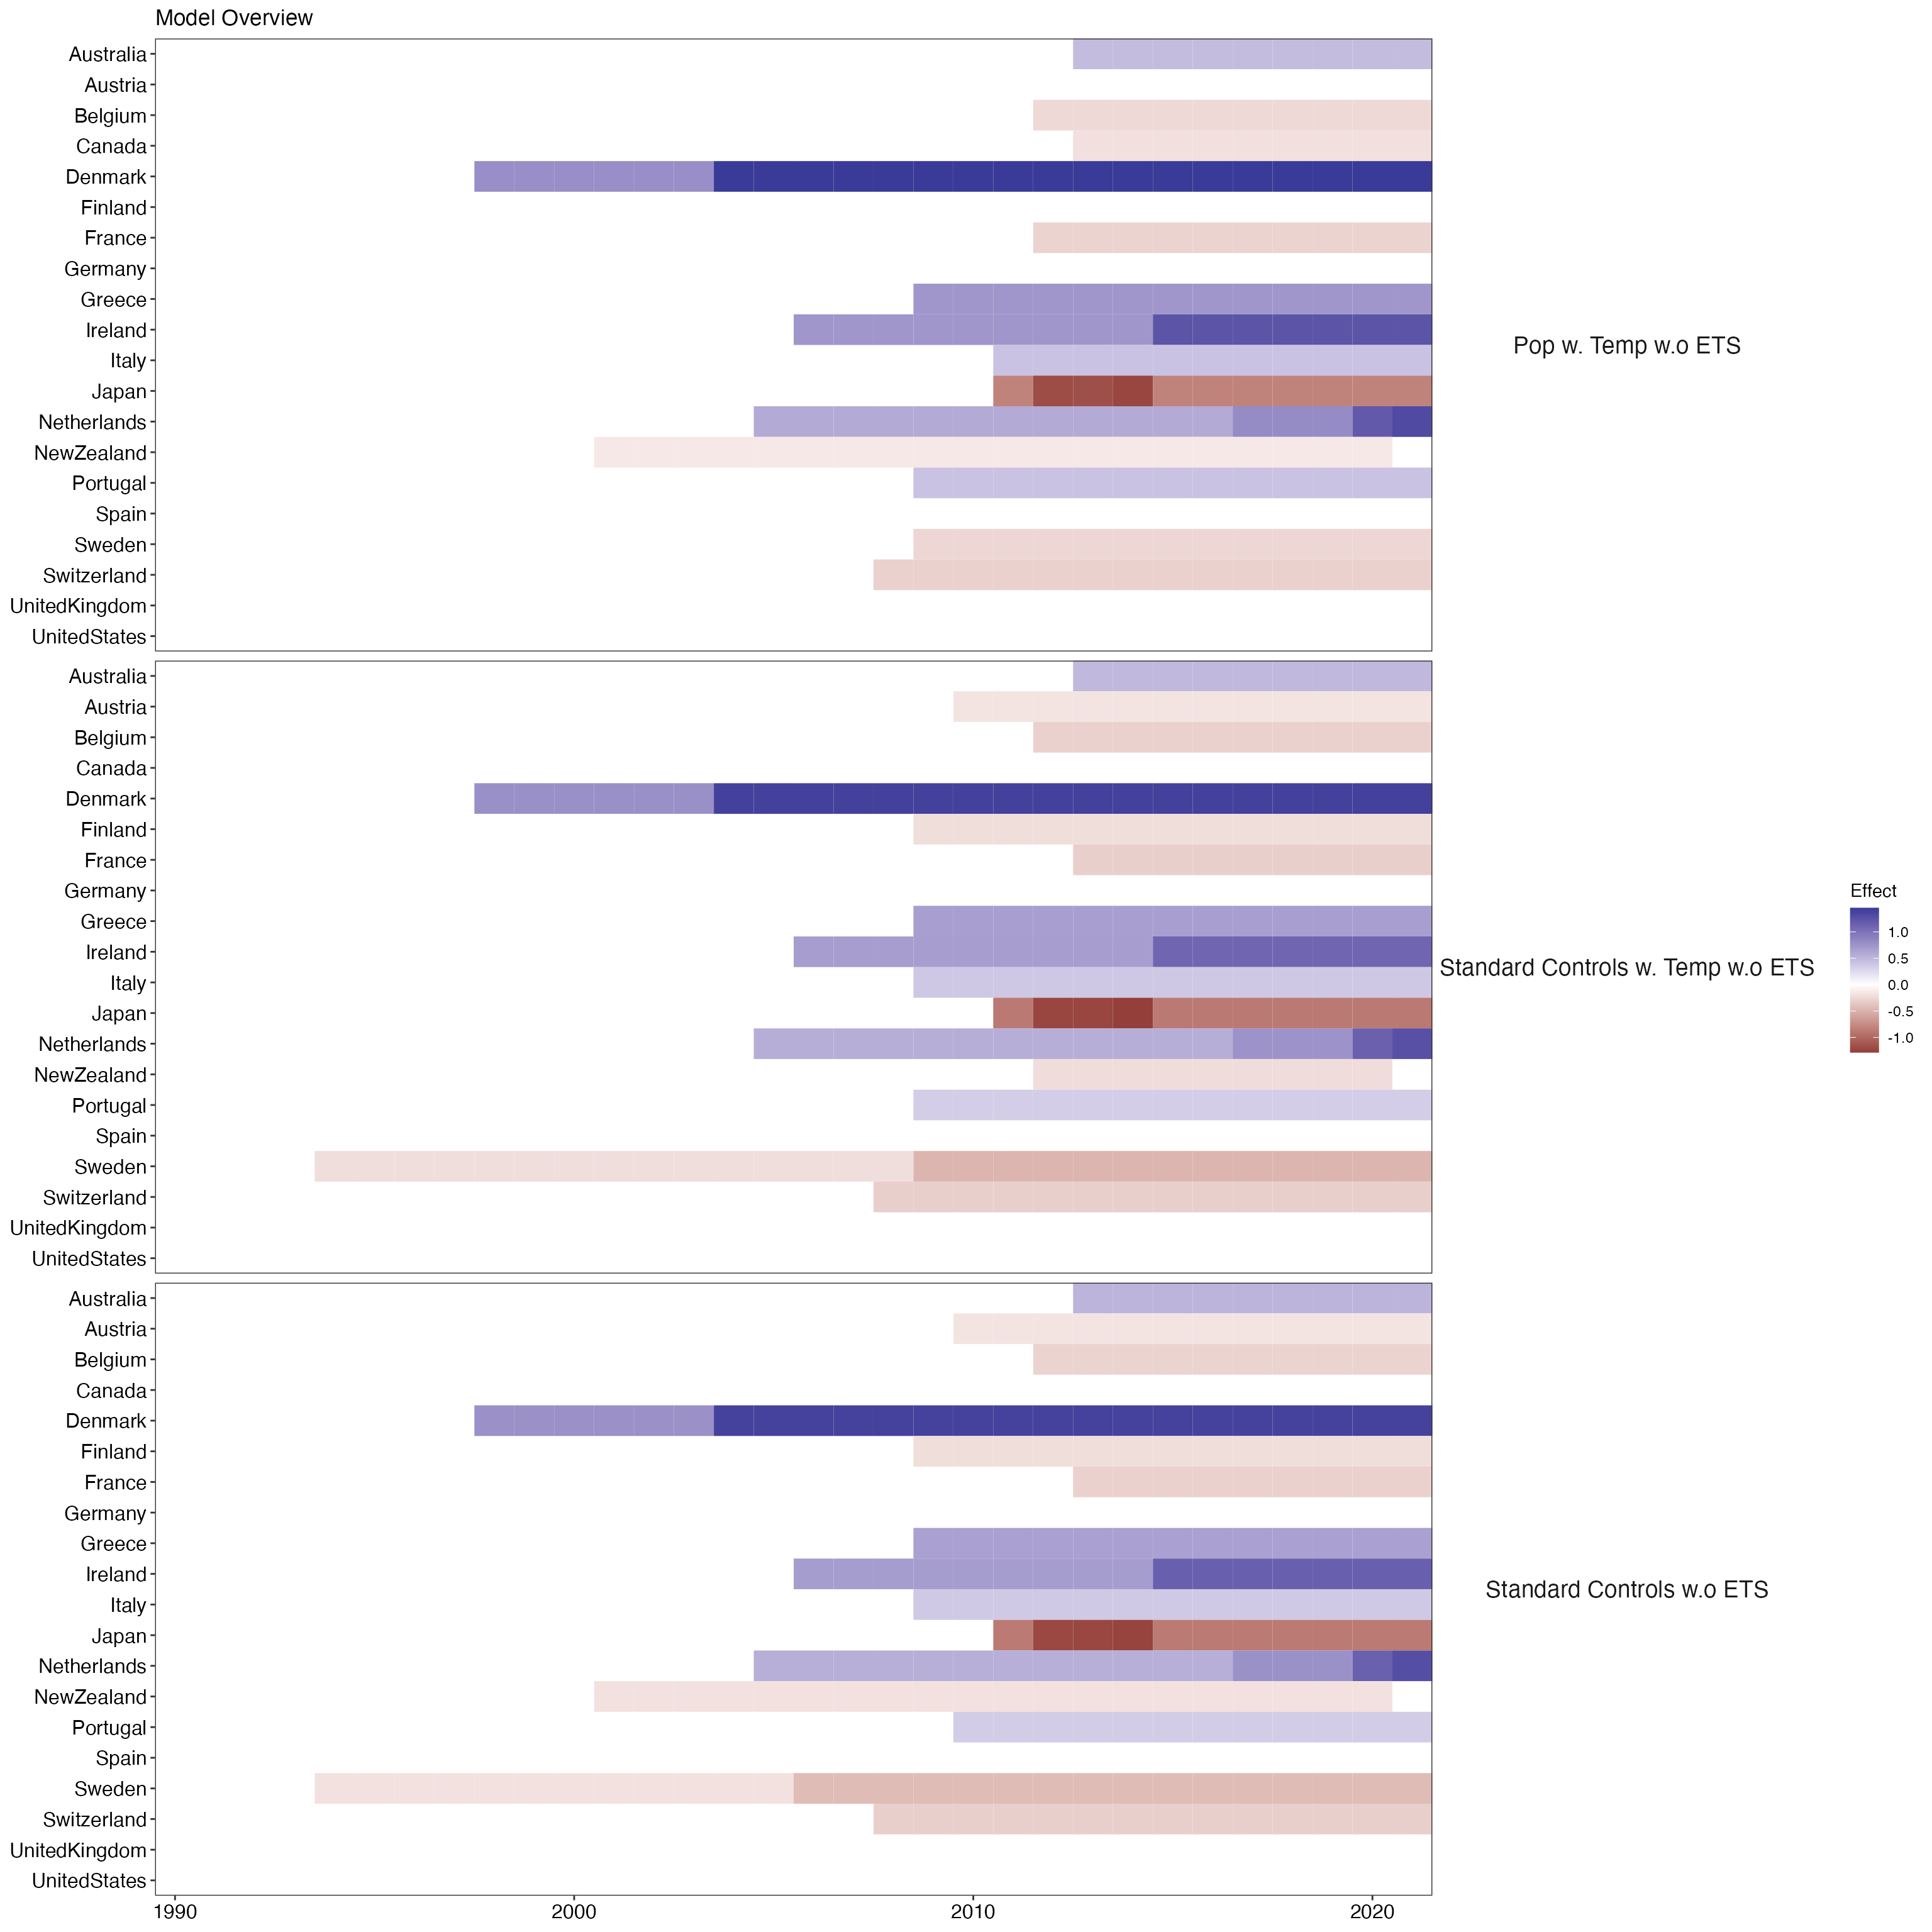 Model Overview
Australia
Austria
Belgium
Canada
Denmark
Finland
France
Germany
Greece
Ireland
Italy
Japan
Netherlands
NewZealand
Portugal
Spain
Sweden
Switzerland
UnitedKingdom
UnitedStates
Pop w. Temp w.o ETS
Australia
Austria
Belgium
Canada
Denmark
Finland
France
Germany
Greece
Ireland
Italy
Japan
Netherlands
NewZealand
Portugal
Spain
Sweden
Switzerland
UnitedKingdom
UnitedStates
Standard Controls w. Temp w.o ETS
Australia
Austria
Belgium
Canada
Denmark
Finland
France
Germany
Greece
Ireland
Italy
Japan
Netherlands
NewZealand
Portugal
Spain
Sweden
Switzerland
UnitedKingdom
UnitedStates
Standard Controls w.o ETS
1990 2000 2010 2020
Effect
1.0
0.5
0.0
-0.5
-1.0